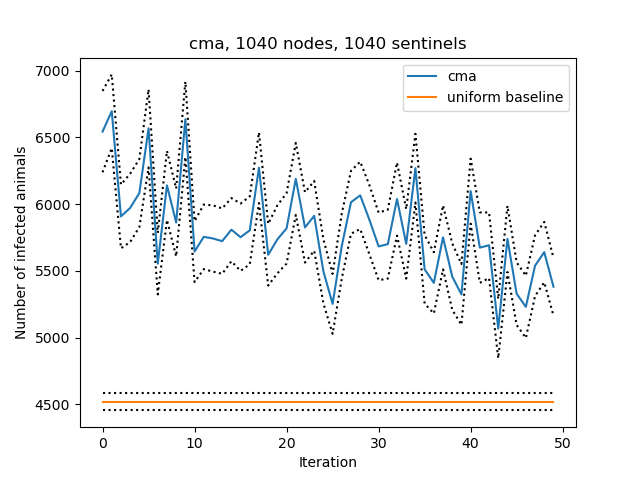 cma, 1040 nodes, 1040 sentinels
cma
uniform baseline
Number of infected animals
7000
6500
6000
5500
5000
4500
0 10 20 30 40 50
Iteration